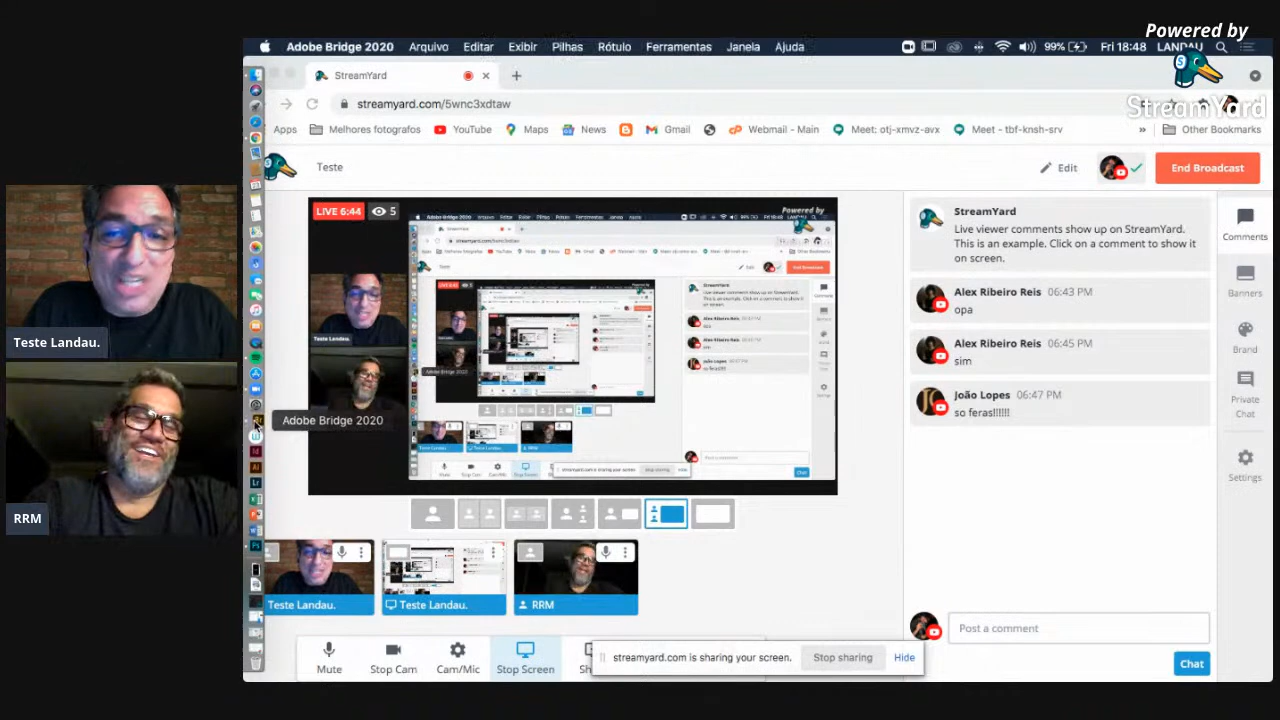 Powered by
StreamYard
Adobe Bridge 2020 Arquivo Editar Exibir Pilhas Rótulo Ferramentas Janela Ajuda 99% Fri 18:48 LANDAU
StreamYard
streamyard.com/5wnc3xdtaw
Apps Melhores fotografos YouTube Maps News Gmail Webmail - Main Meet: otj-xmvz-avx Meet - tbf-knsh-srv » Other Bookmarks
Teste Edit End Broadcast
LIVE 6:44 5
Powered by
StreamYard
Live viewer comments show up on StreamYard.
This is an example. Click on a comment to show it
on screen.
Comments
Alex Ribeiro Reis 06:43 PM
opa
Banners
Alex Ribeiro Reis 06:45 PM
sim
Brand
João Lopes 06:47 PM
so feras!!!!!!
Private
Chat
Settings
Teste Landau.
RRM
Adobe Bridge 2020
Teste Landau.
Teste Landau.
RRM
Mute
Stop Cam
Cam/Mic
Stop Screen
streamyard.com is sharing your screen. Stop sharing Hide
Post a comment
Chat